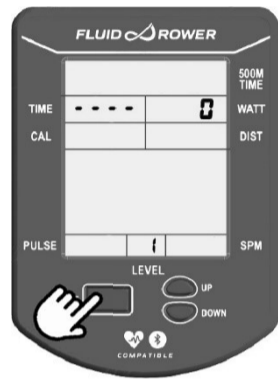 FLUID ROWER
500M
TIME
TIME - - - - 0 WATT
CAL DIST
PULSE 1 SPM
LEVEL
UP
DOWN
COMPATIBLE